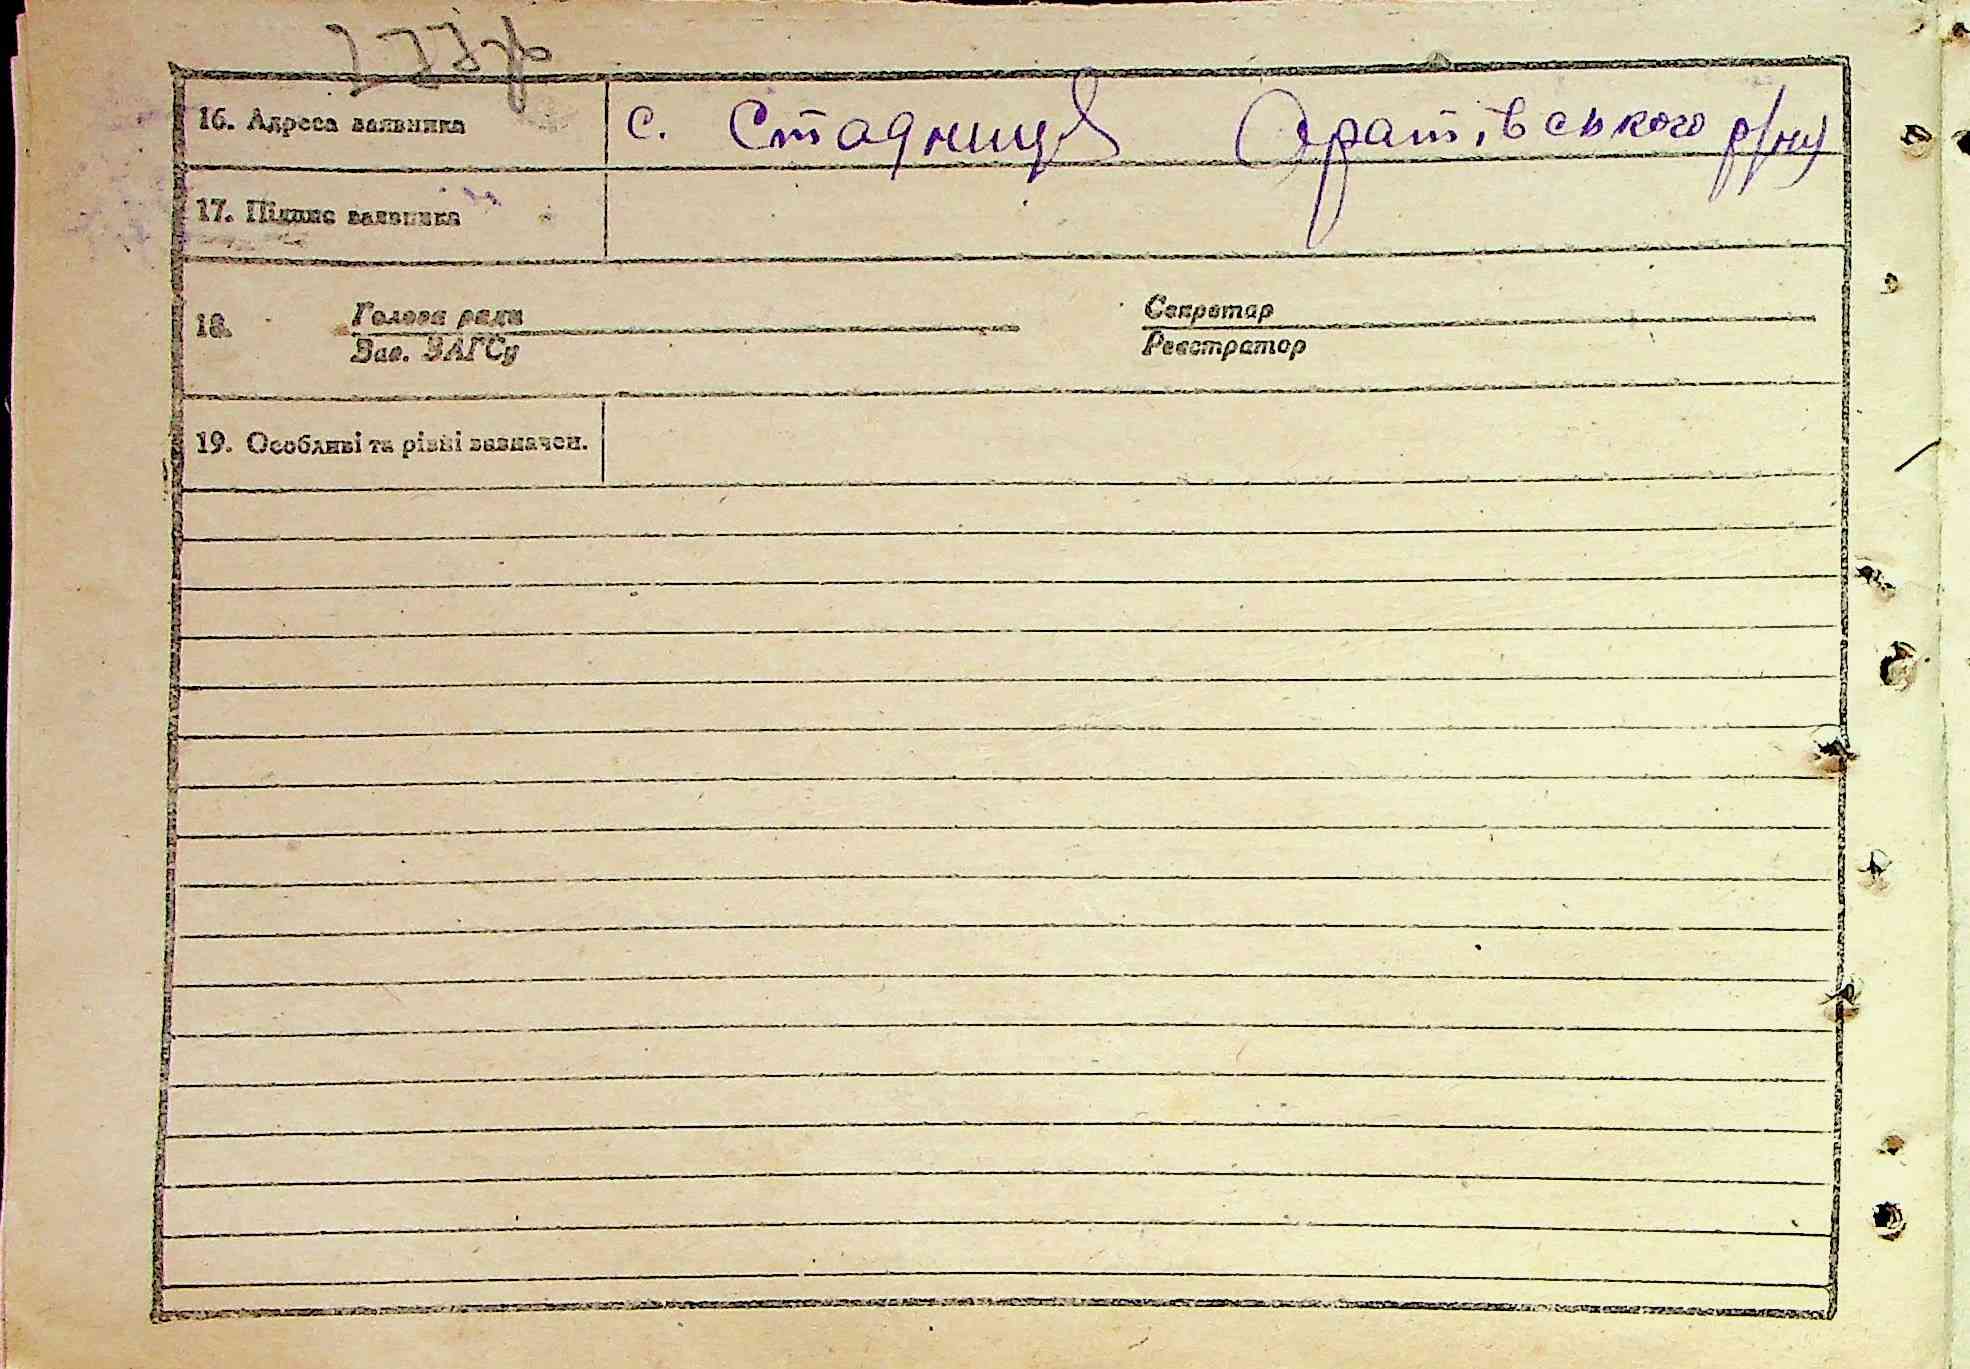 277зв
16. Адреса заявника с. Стадниця Оратівського р/ну
17. Підпис заявника
18. Голова ради Секретар
Зав. ЗАГСу Реєстратор
19. Особливі та різні зазначен.